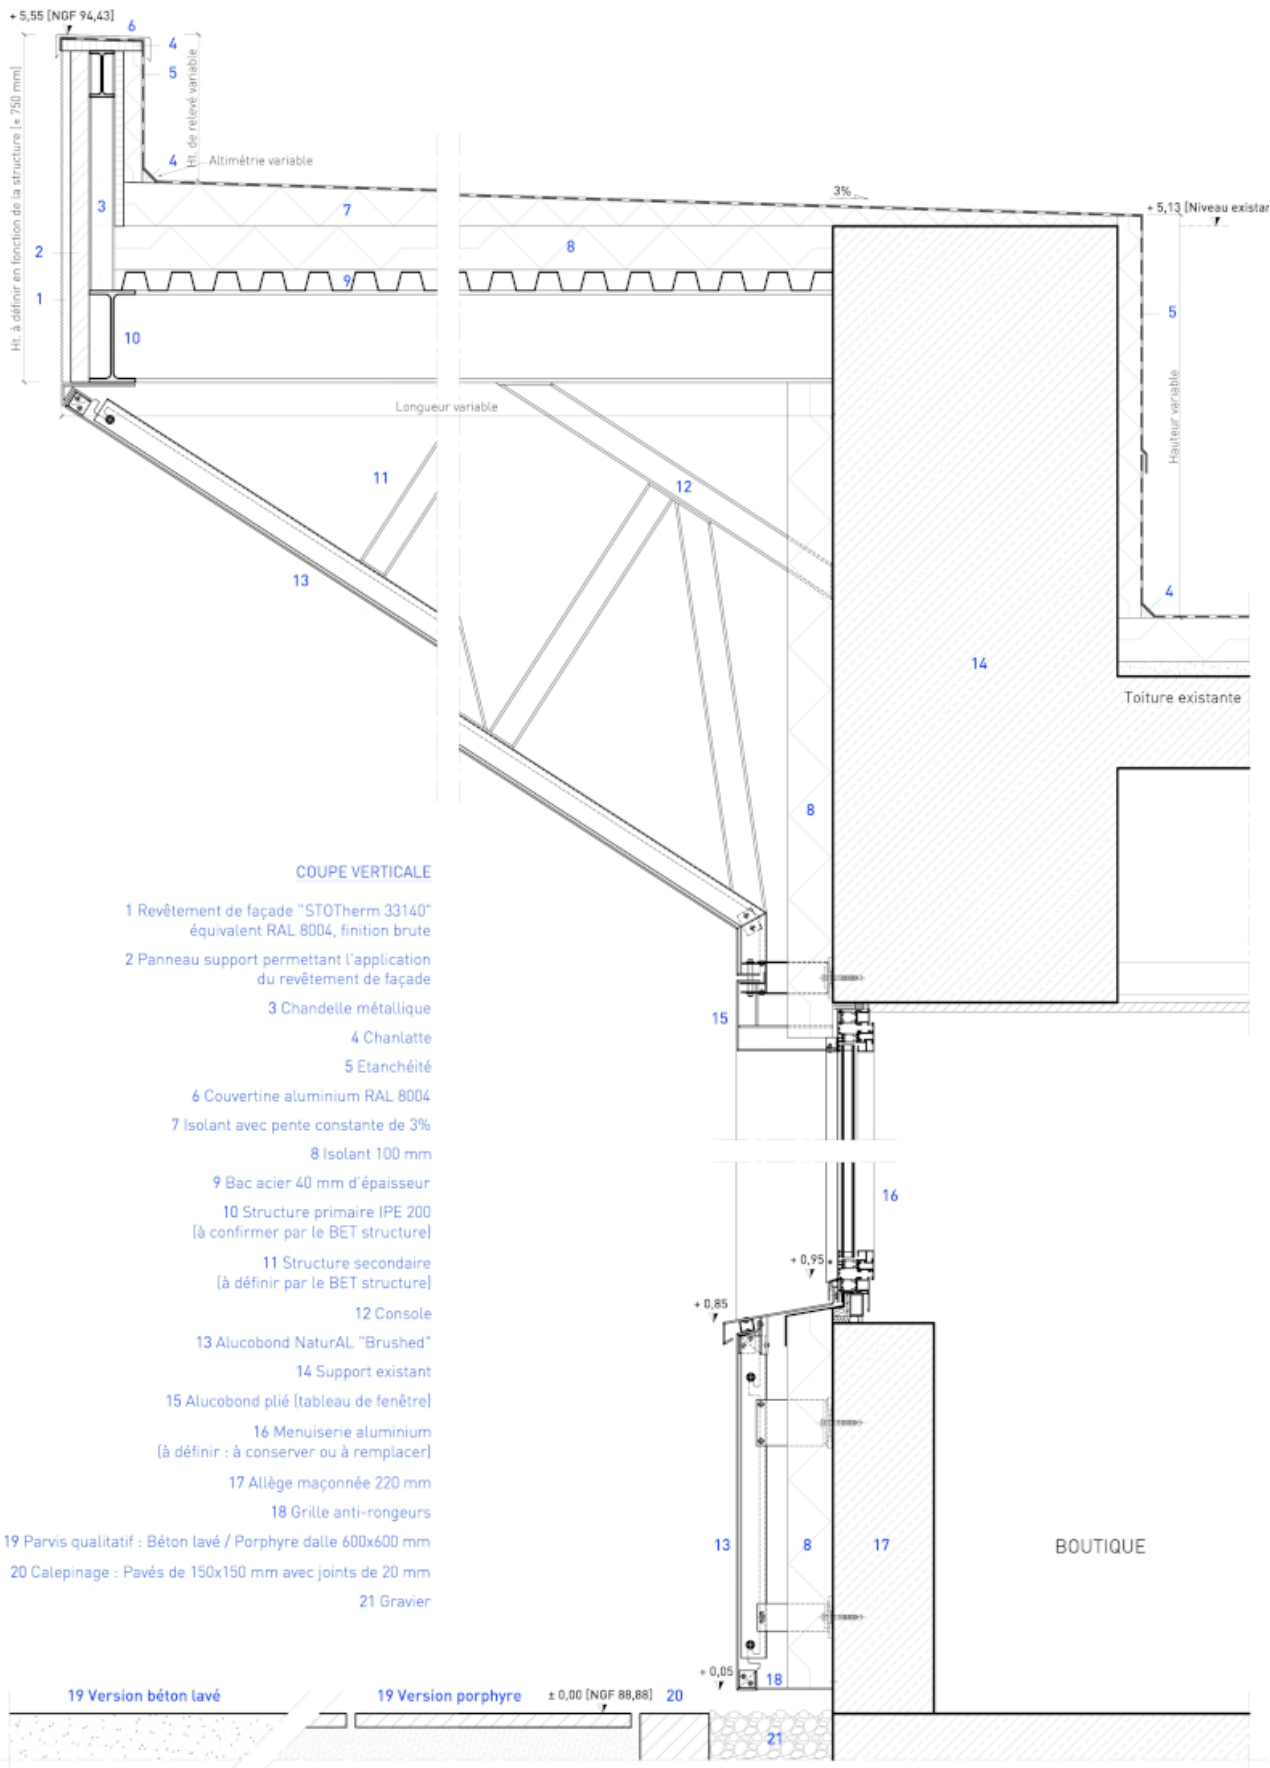 + 5,55 [NGF 94,43]
6
4
5
Ht. de relevé variable
Ht. à définir en fonction de la structure (± 750 mm)
4
Altimétrie variable
3%
+ 5,13 [Niveau existan
3
7
2
8
9
1
5
10
Longueur variable
Hauteur variable
11
12
13
4
14
Toiture existante
8
COUPE VERTICALE
1 Revêtement de façade "STOTherm 33140"
équivalent RAL 8004, finition brute
2 Panneau support permettant l'application
du revêtement de façade
3 Chandelle métallique
4 Chanlatte
5 Etanchéité
6 Couvertine aluminium RAL 8004
7 Isolant avec pente constante de 3%
8 Isolant 100 mm
9 Bac acier 40 mm d'épaisseur
10 Structure primaire IPE 200
(à confirmer par le BET structure)
11 Structure secondaire
(à définir par le BET structure)
12 Console
13 Alucobond NaturAL "Brushed"
14 Support existant
15 Alucobond plié (tableau de fenêtre)
16 Menuiserie aluminium
(à définir : à conserver ou à remplacer)
17 Allège maçonnée 220 mm
18 Grille anti-rongeurs
19 Parvis qualitatif : Béton lavé / Porphyre dalle 600x600 mm
20 Calepinage : Pavés de 150x150 mm avec joints de 20 mm
21 Gravier
15
16
+ 0,95
+ 0,85
13
8
17
BOUTIQUE
+ 0,05
18
19 Version béton lavé
19 Version porphyre
± 0,00 [NGF 88,88]
20
21